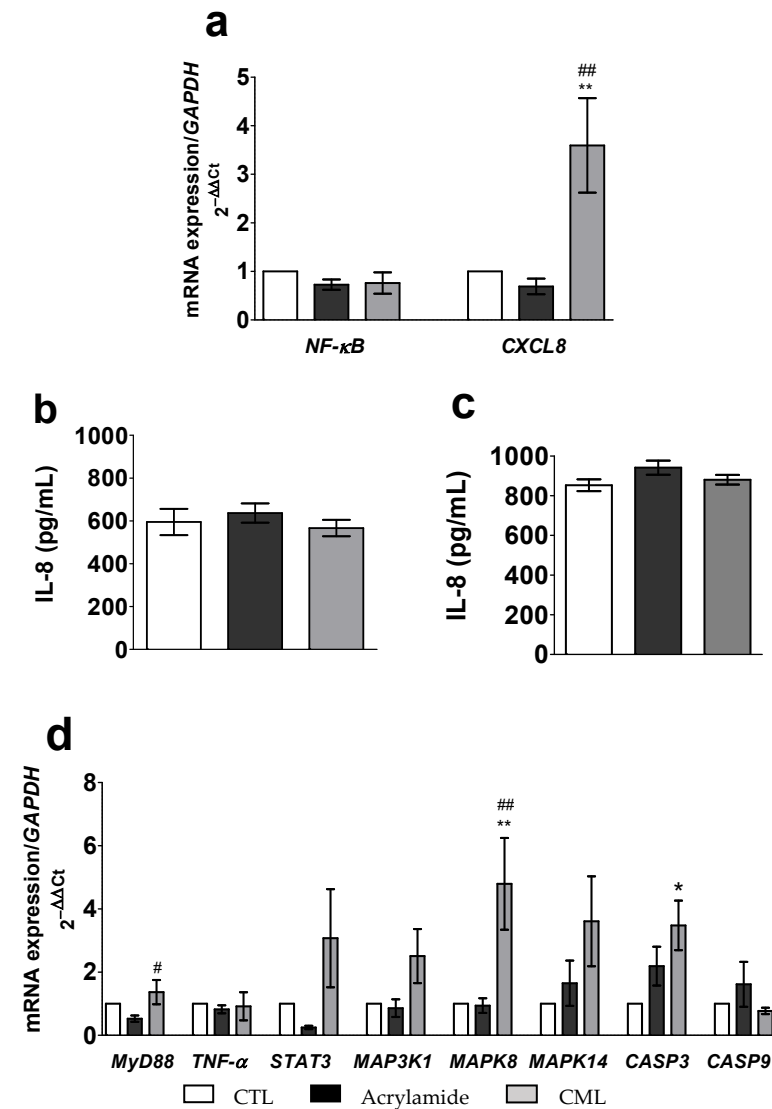 a
mRNA expression/GAPDH
2−ΔΔCt
5
4
3
2
1
0
##
**
NF-κB CXCL8
b
IL-8 (pg/mL)
1000
800
600
400
200
0
c
IL-8 (pg/mL)
1000
800
600
400
200
0
d
mRNA expression/GAPDH
2−ΔΔCt
8
6
4
2
0
#
##
**
*
MyD88 TNF-α STAT3 MAP3K1 MAPK8 MAPK14 CASP3 CASP9
CTL Acrylamide CML